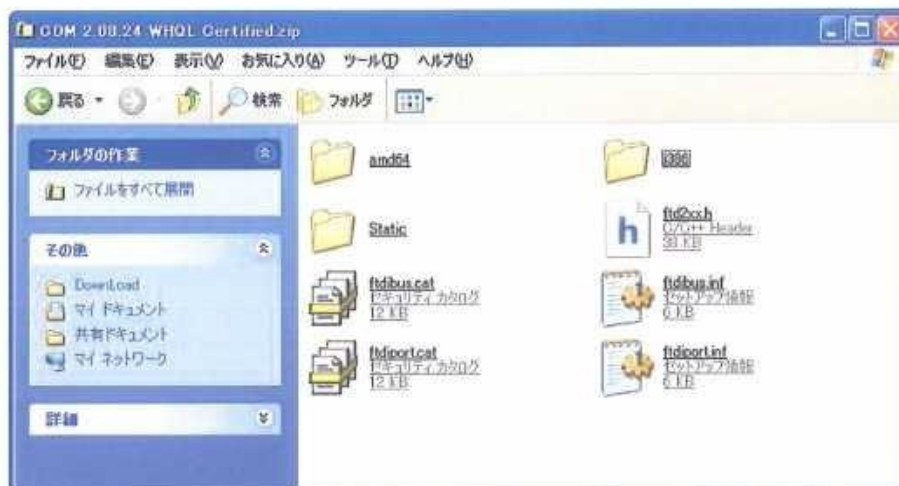 CDM 2.08.24 WHQL Certified.zip
ファイル(F) 編集(E) 表示(V) お気に入り(A) ツール(T) ヘルプ(H)
戻る 検索 フォルダ
フォルダの作業
ファイルをすべて展開
その他
DownLoad
マイ ドキュメント
共有ドキュメント
マイ ネットワーク
詳細
amd64
i386
Static
ftd2xx.h
C/C++ Header
38 KB
ftdibus.cat
セキュリティ カタログ
12 KB
ftdibus.inf
セットアップ情報
6 KB
ftdiport.cat
セキュリティ カタログ
12 KB
ftdiport.inf
セットアップ情報
6 KB